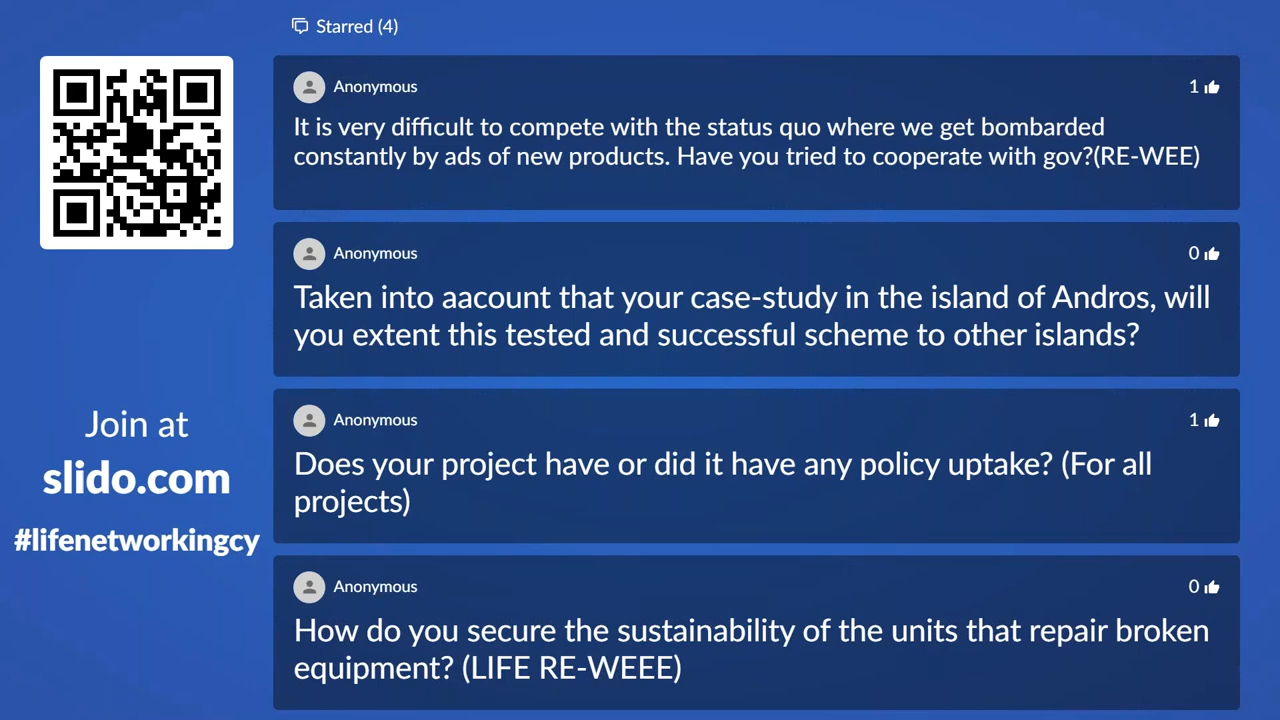 Starred (4)
Anonymous
1
It is very difficult to compete with the status quo where we get bombarded
constantly by ads of new products. Have you tried to cooperate with gov?(RE-WEE)
Anonymous
0
Taken into aacount that your case-study in the island of Andros, will
you extent this tested and successful scheme to other islands?
Anonymous
1
Does your project have or did it have any policy uptake? (For all
projects)
Anonymous
0
How do you secure the sustainability of the units that repair broken
equipment? (LIFE RE-WEEE)
Join at
slido.com
#lifenetworkingcy